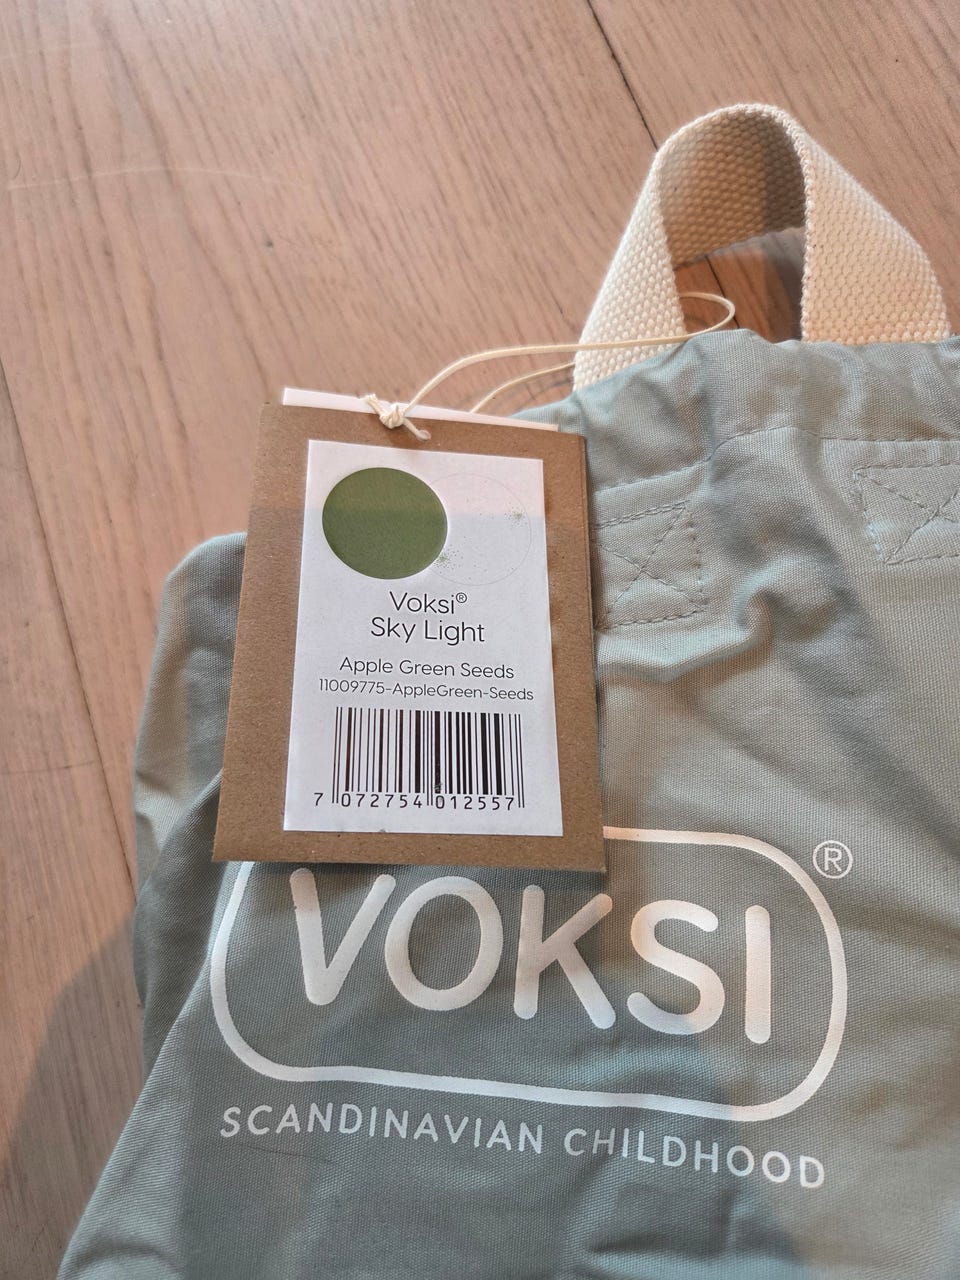 Voksi®
Sky Light
Apple Green Seeds
11009775-AppleGreen-Seeds
7 072754 012557
VOKSI ®
SCANDINAVIAN CHILDHOOD